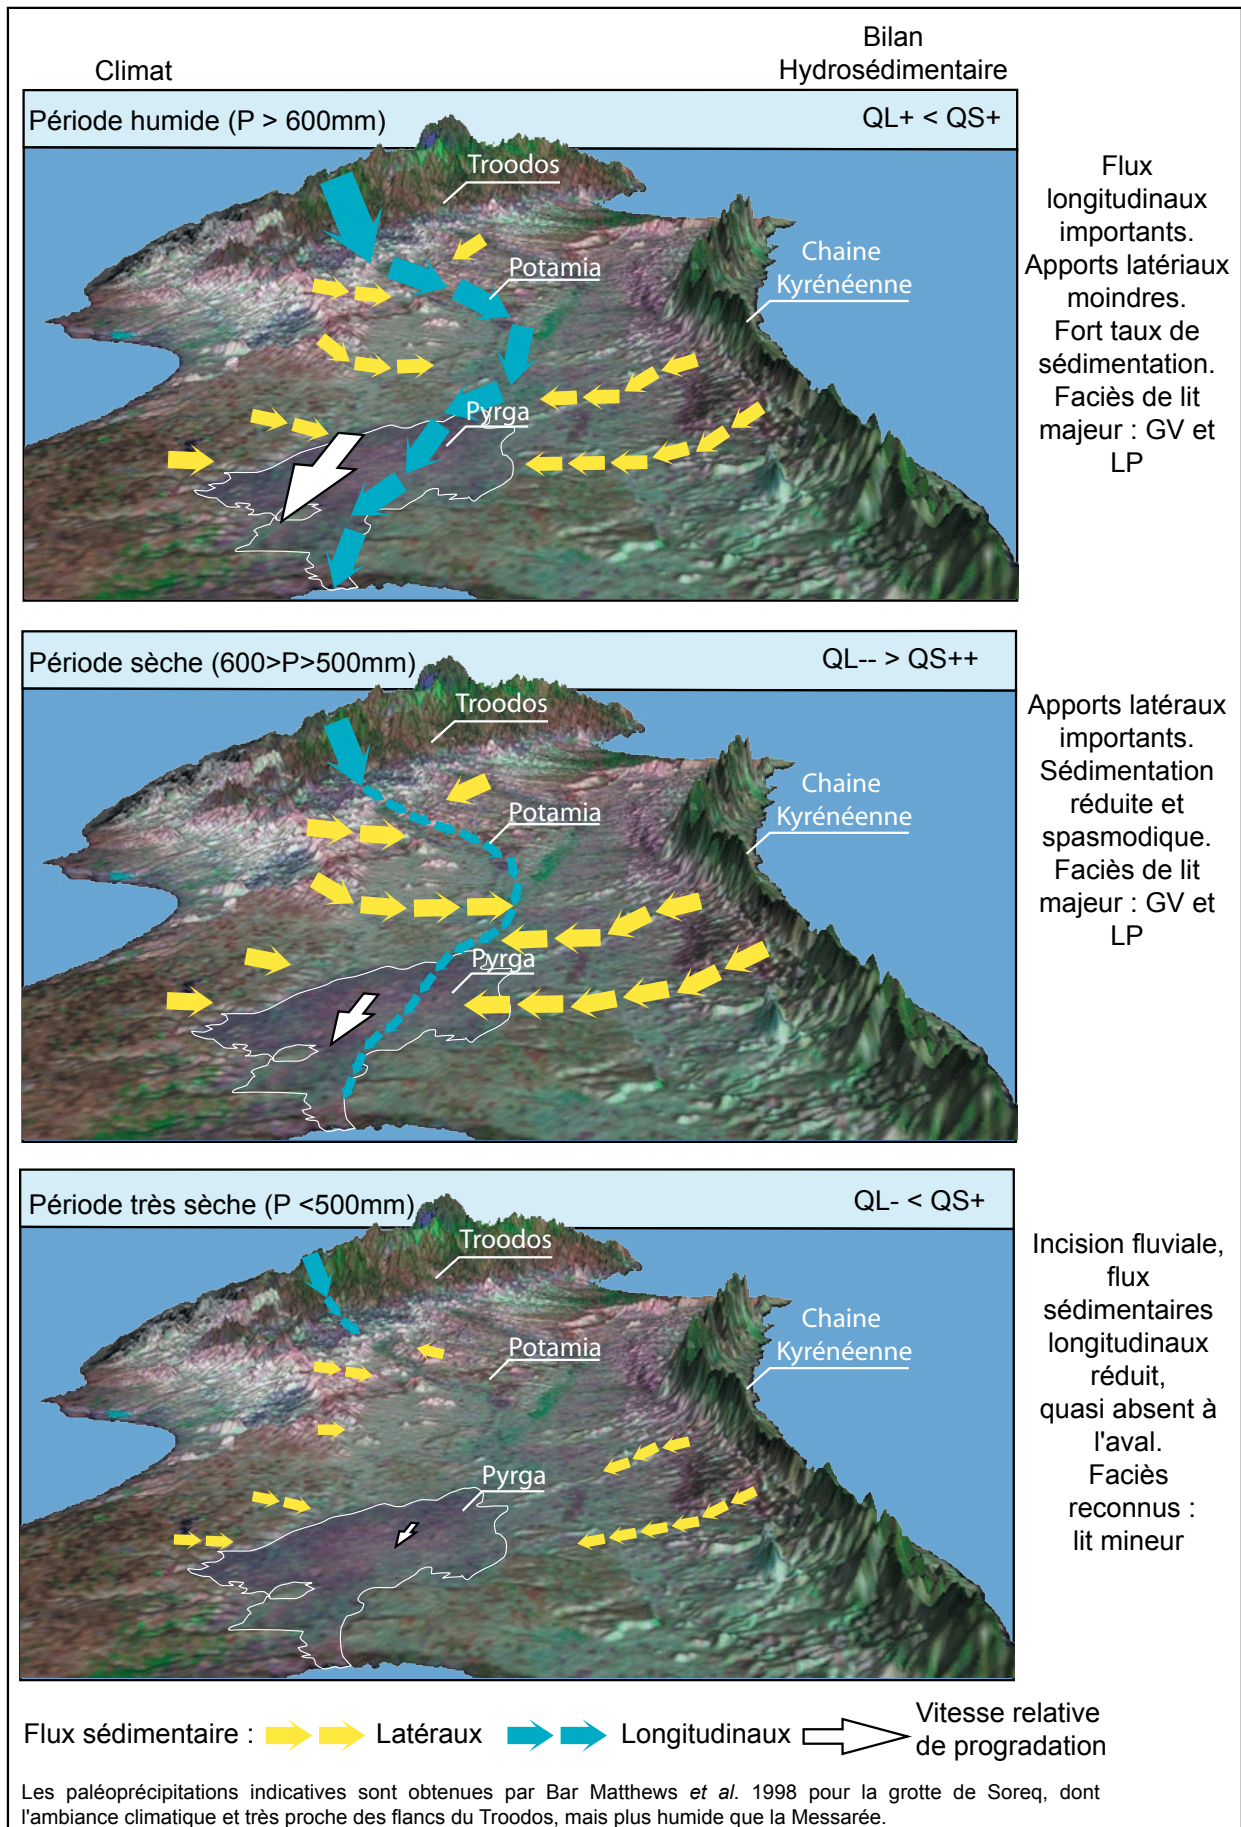 Climat
Bilan
Hydrosédimentaire
Période humide (P > 600mm)
QL+ < QS+
Troodos
Potamia
Chaine
Kyrénéenne
Pyrga
Flux
longitudinaux
importants.
Apports latériaux
moindres.
Fort taux de
sédimentation.
Faciès de lit
majeur : GV et
LP
Période sèche (600>P>500mm)
QL-- > QS++
Troodos
Potamia
Chaine
Kyrénéenne
Pyrga
Apports latéraux
importants.
Sédimentation
réduite et
spasmodique.
Faciès de lit
majeur : GV et
LP
Période très sèche (P <500mm)
QL- < QS+
Troodos
Potamia
Chaine
Kyrénéenne
Pyrga
Incision fluviale,
flux
sédimentaires
longitudinaux
réduit,
quasi absent à
l'aval.
Faciès
reconnus :
lit mineur
Flux sédimentaire : Latéraux Longitudinaux
Vitesse relative
de progradation
Les paléoprécipitations indicatives sont obtenues par Bar Matthews et al. 1998 pour la grotte de Soreq, dont
l'ambiance climatique et très proche des flancs du Troodos, mais plus humide que la Messarée.